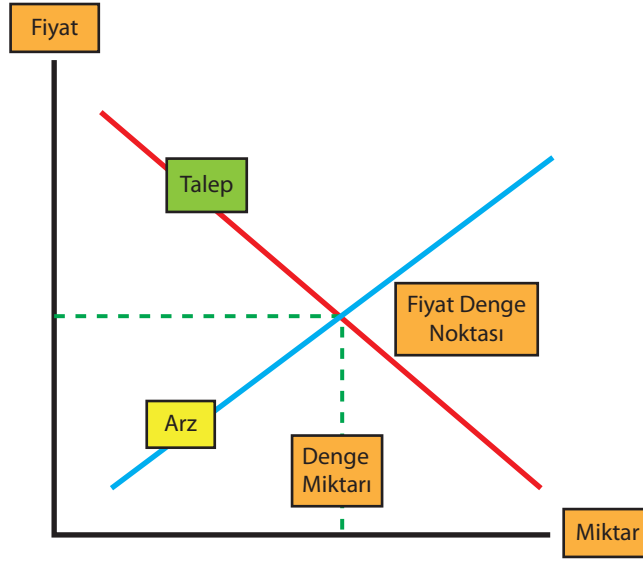 Fiyat
Talep
Fiyat Denge
Noktası
Arz
Denge
Miktarı
Miktar